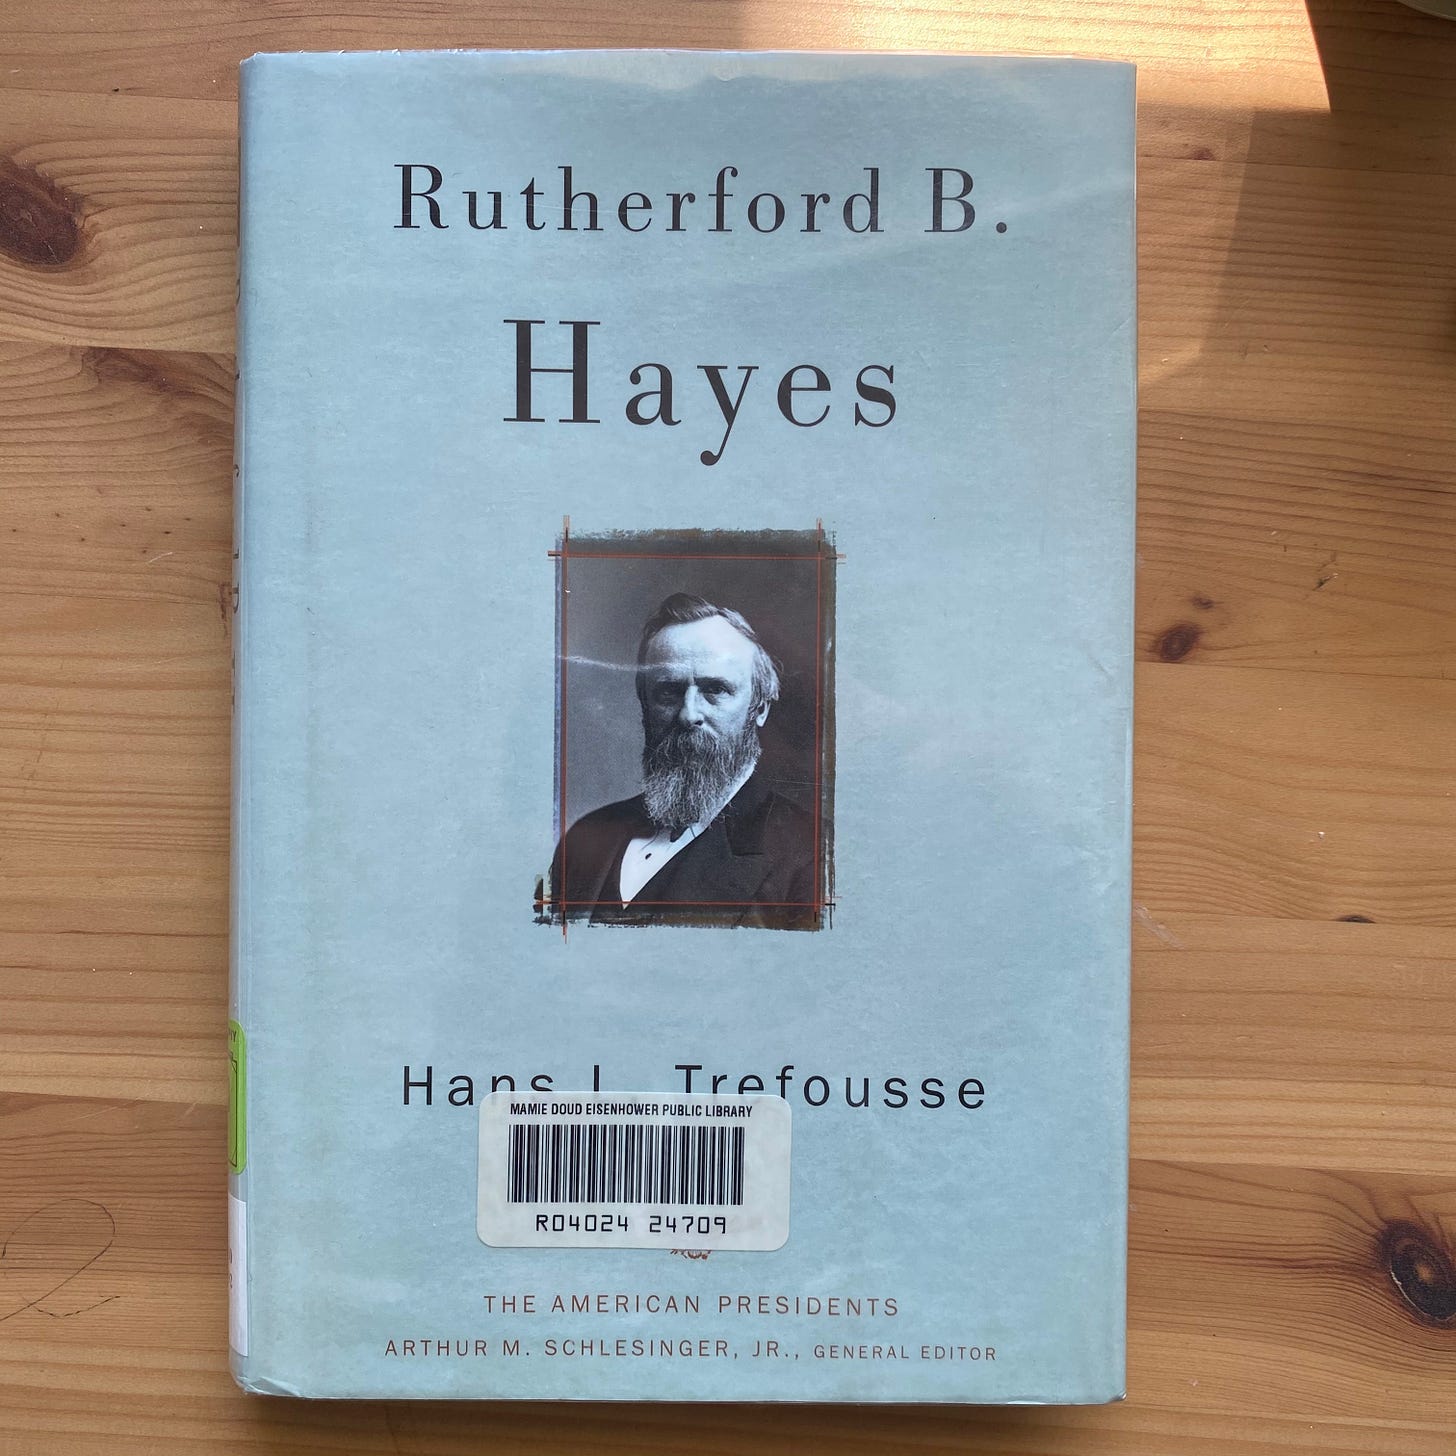 Rutherford B.
Hayes
Hans L. Trefousse
MAMIE DOUD EISENHOWER PUBLIC LIBRARY
R04024 24709
THE AMERICAN PRESIDENTS
ARTHUR M. SCHLESINGER, JR., GENERAL EDITOR